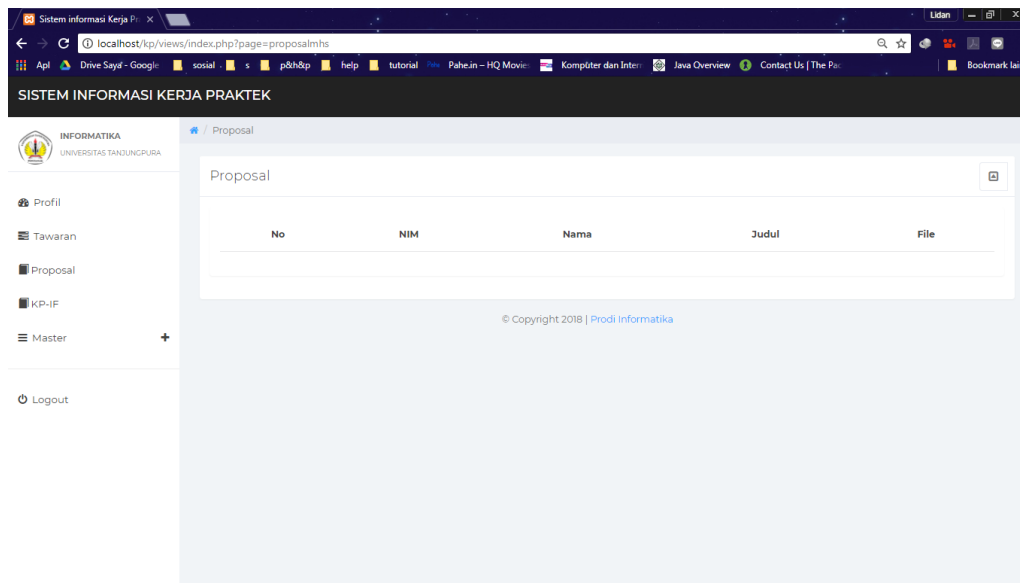 Sistem informasi Kerja Pr
Lidan
localhost/kp/views/index.php?page=proposalmhs
Apl Drive Saya - Google sosial s p&h&p help tutorial Pahe.in – HQ Movie Komputer dan Intern Java Overview Contact Us | The Pac Bookmark lai
SISTEM INFORMASI KERJA PRAKTEK
INFORMATIKA
UNIVERSITAS TANJUNGPURA
/ Proposal
Proposal
Profil
Tawaran
Proposal
KP-IF
Master
Logout
No NIM Nama Judul File
© Copyright 2018 | Prodi Informatika